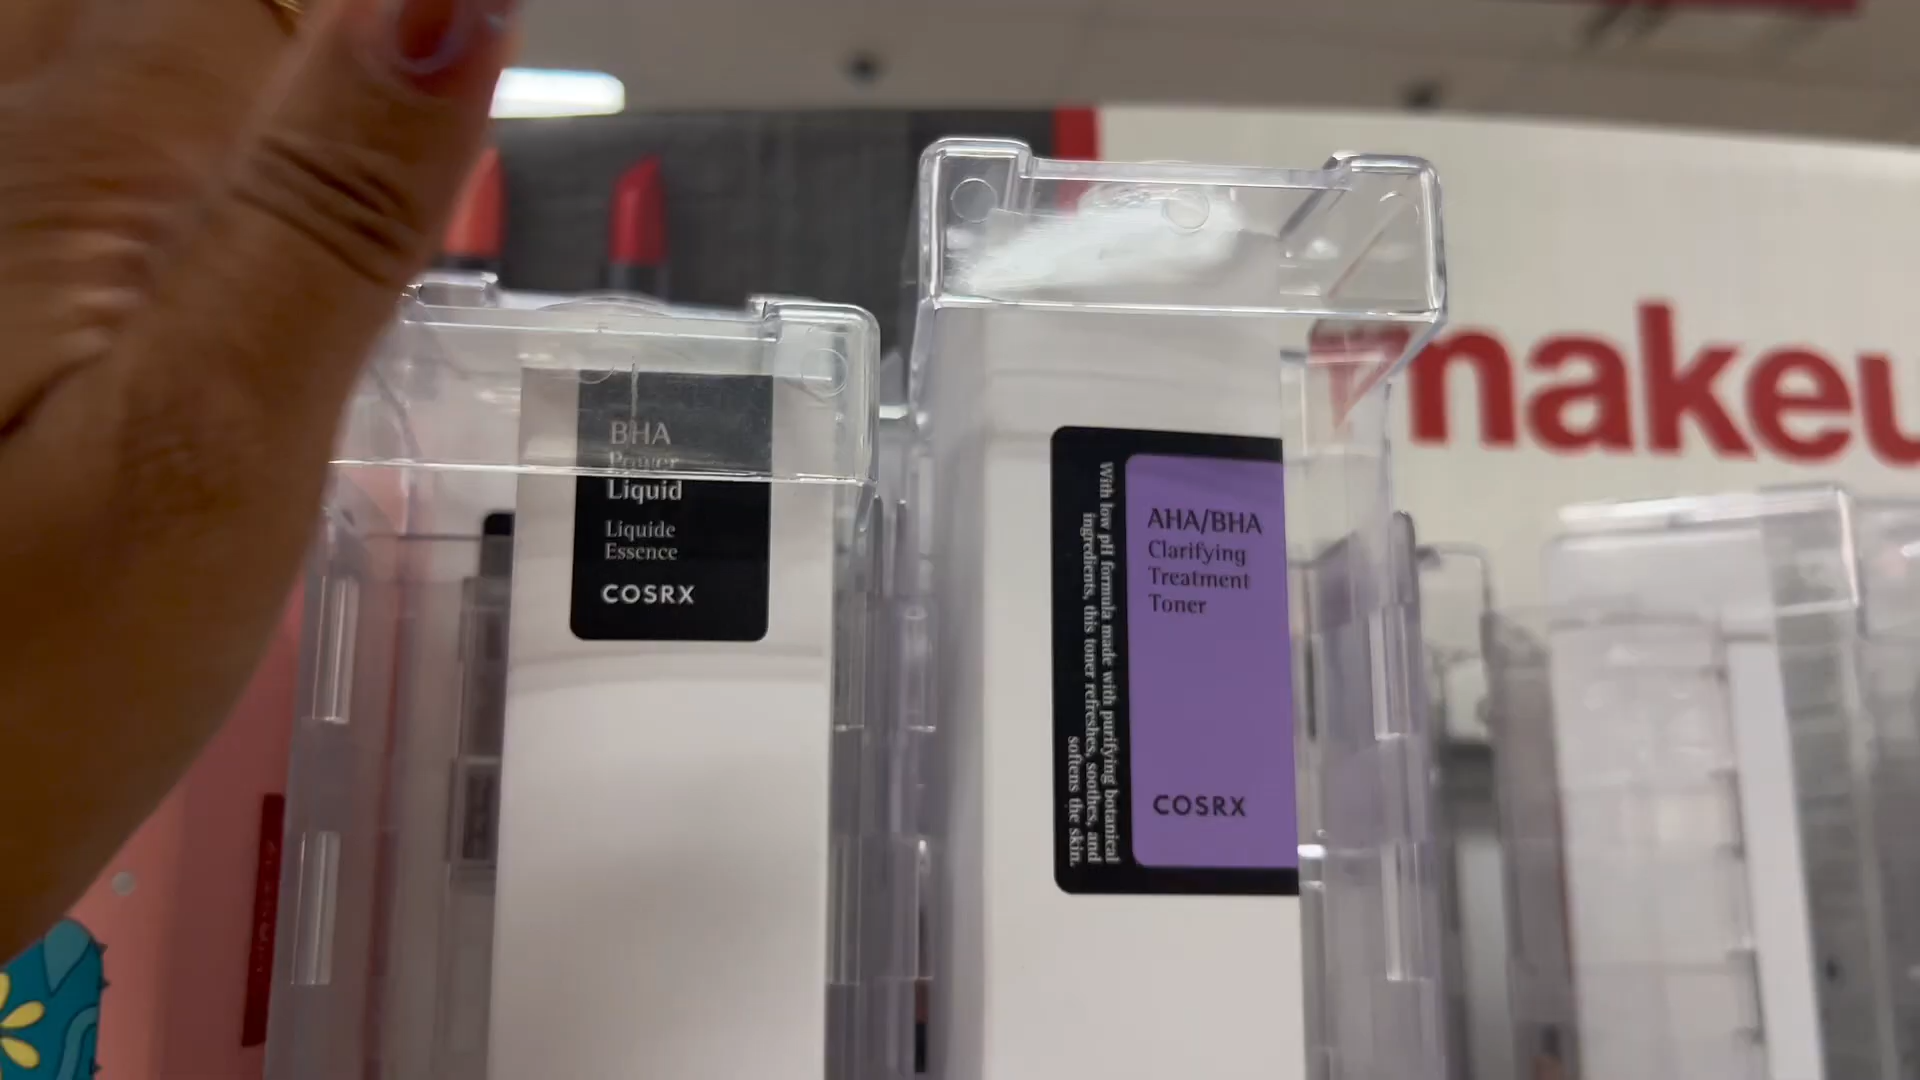 BHA
Power
Liquid
Liquide
Essence
COSRX
With low pH formula made with purifying botanical
ingredients, this toner refreshes, soothes, and
softens the skin.
AHA/BHA
Clarifying
Treatment
Toner
COSRX
makeu